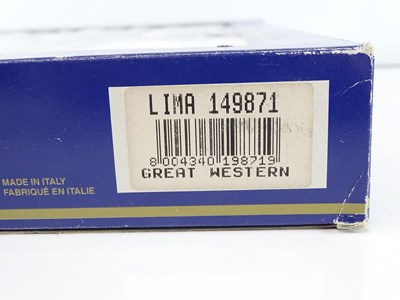 LIMA 149871
8 004340 198719
GREAT WESTERN
MADE IN ITALY
FABRIQUÉ EN ITALIE